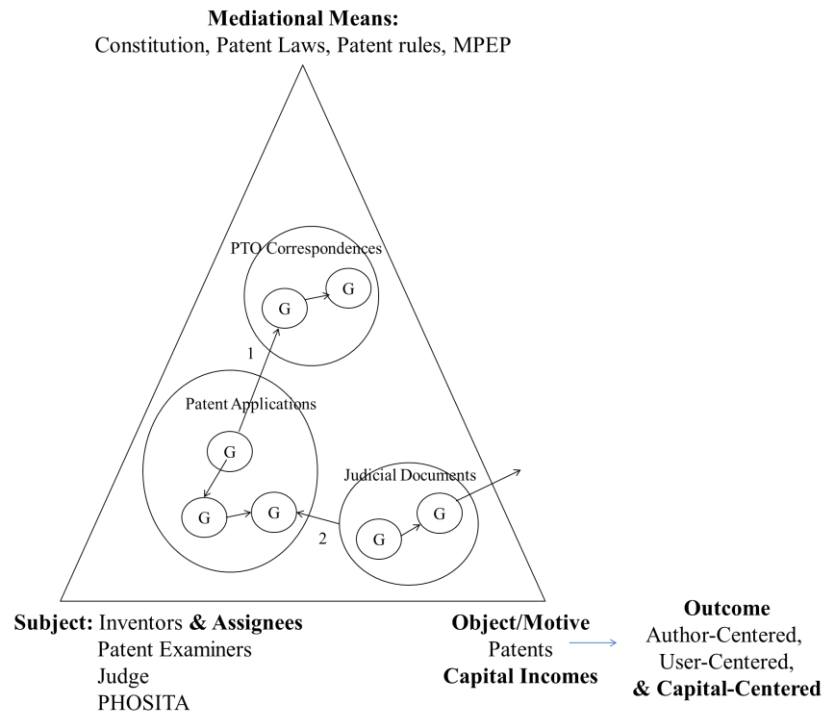 Mediational Means:
Constitution, Patent Laws, Patent rules, MPEP
PTO Correspondences
G
G
1
Patent Applications
G
Judicial Documents
G
G
G
G
2
Subject: Inventors & Assignees
Patent Examiners
Judge
PHOSITA
Object/Motive
Patents
Capital Incomes
Outcome
Author-Centered,
User-Centered,
& Capital-Centered